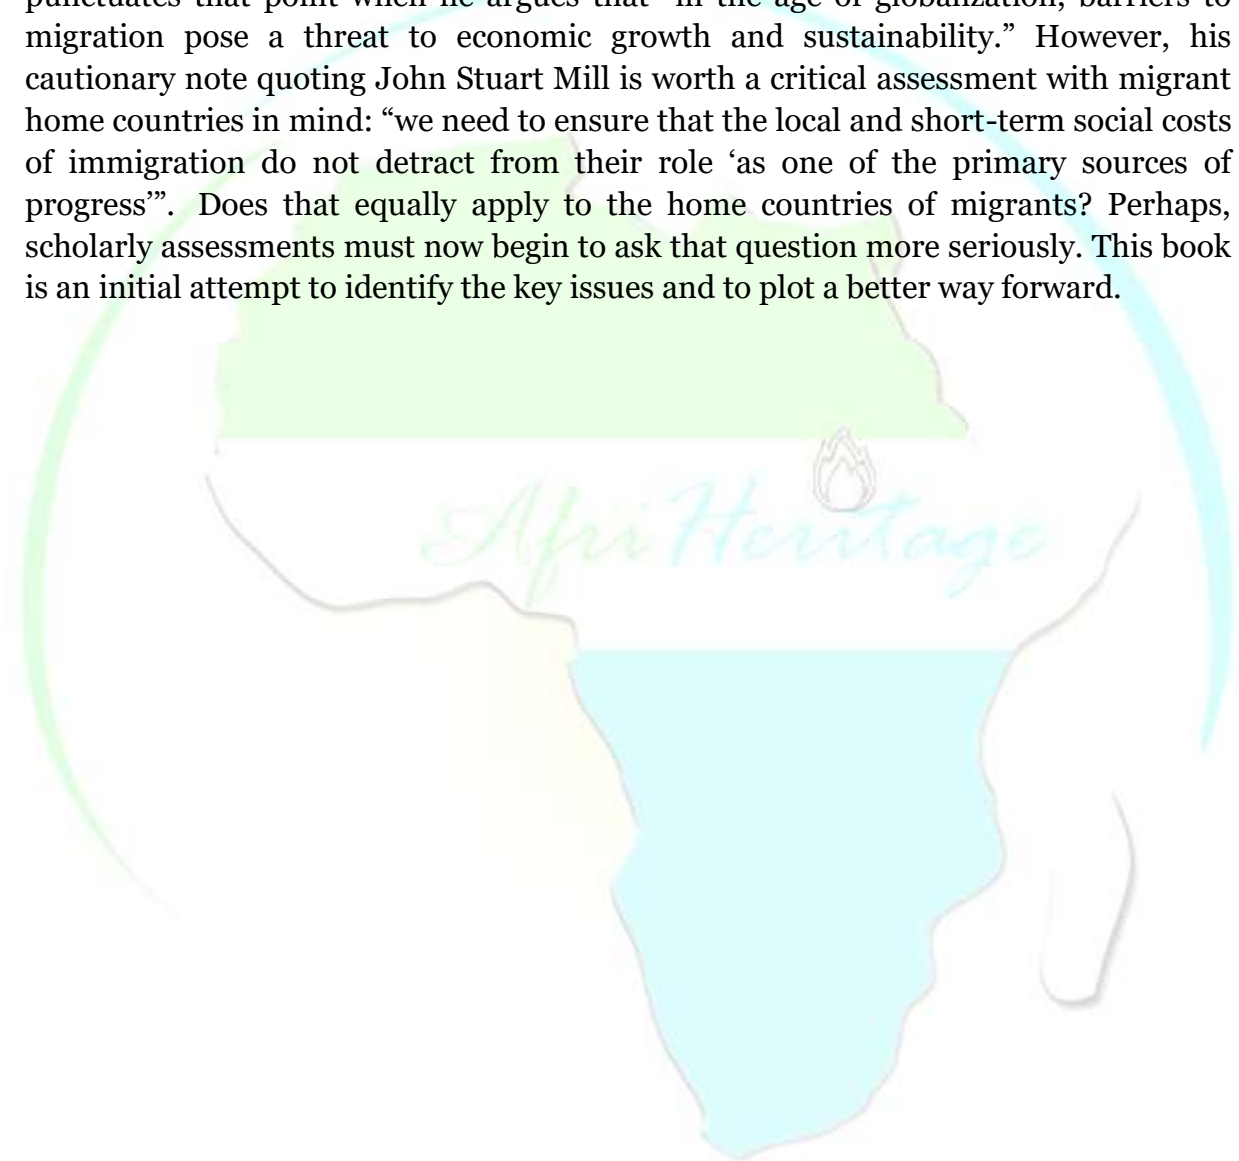 punctuates that point when he argues that “in the age of globalization, barriers to
migration pose a threat to economic growth and sustainability.” However, his
cautionary note quoting John Stuart Mill is worth a critical assessment with migrant
home countries in mind: “we need to ensure that the local and short-term social costs
of immigration do not detract from their role ‘as one of the primary sources of
progress’”. Does that equally apply to the home countries of migrants? Perhaps,
scholarly assessments must now begin to ask that question more seriously. This book
is an initial attempt to identify the key issues and to plot a better way forward.
Afri Heritage